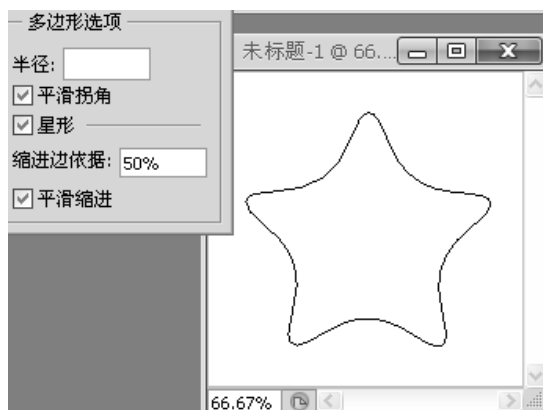 多边形选项
半径:
平滑拐角
星形
缩进边依据: 50%
平滑缩进
未标题-1 @ 66....
66.67%